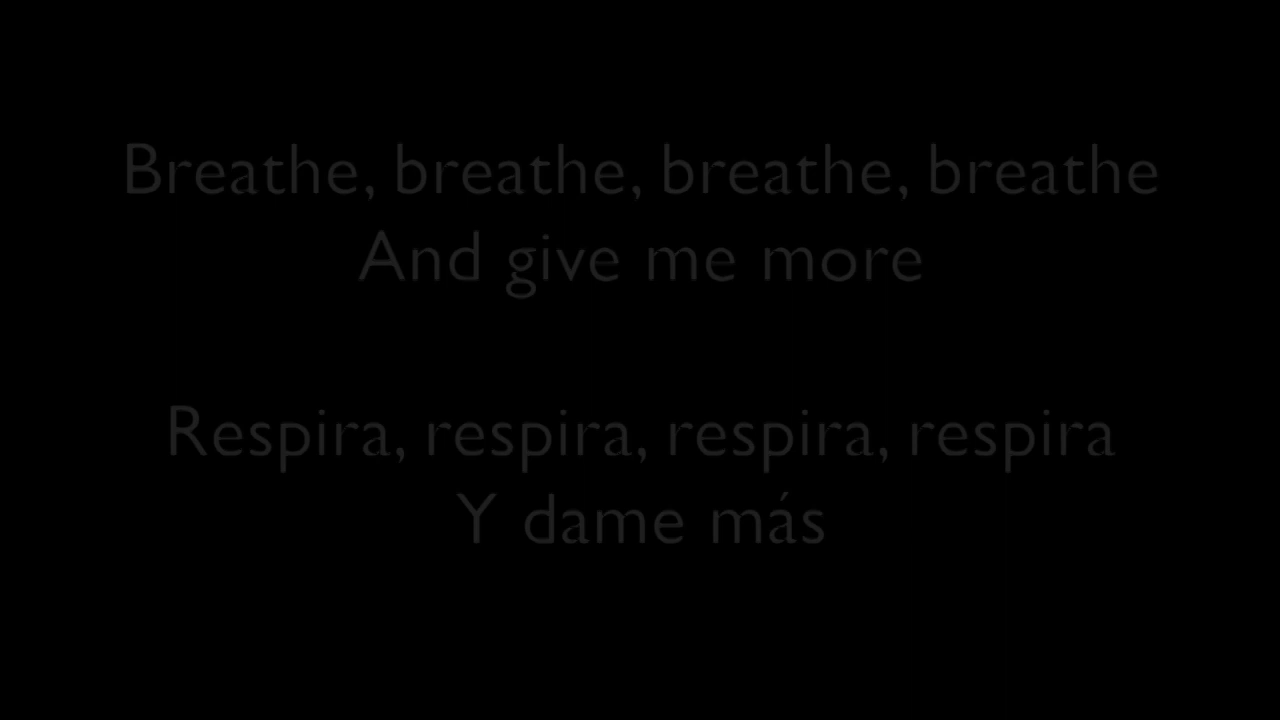 Breathe, breathe, breathe, breathe
And give me more
Respira, respira, respira, respira
Y dame más